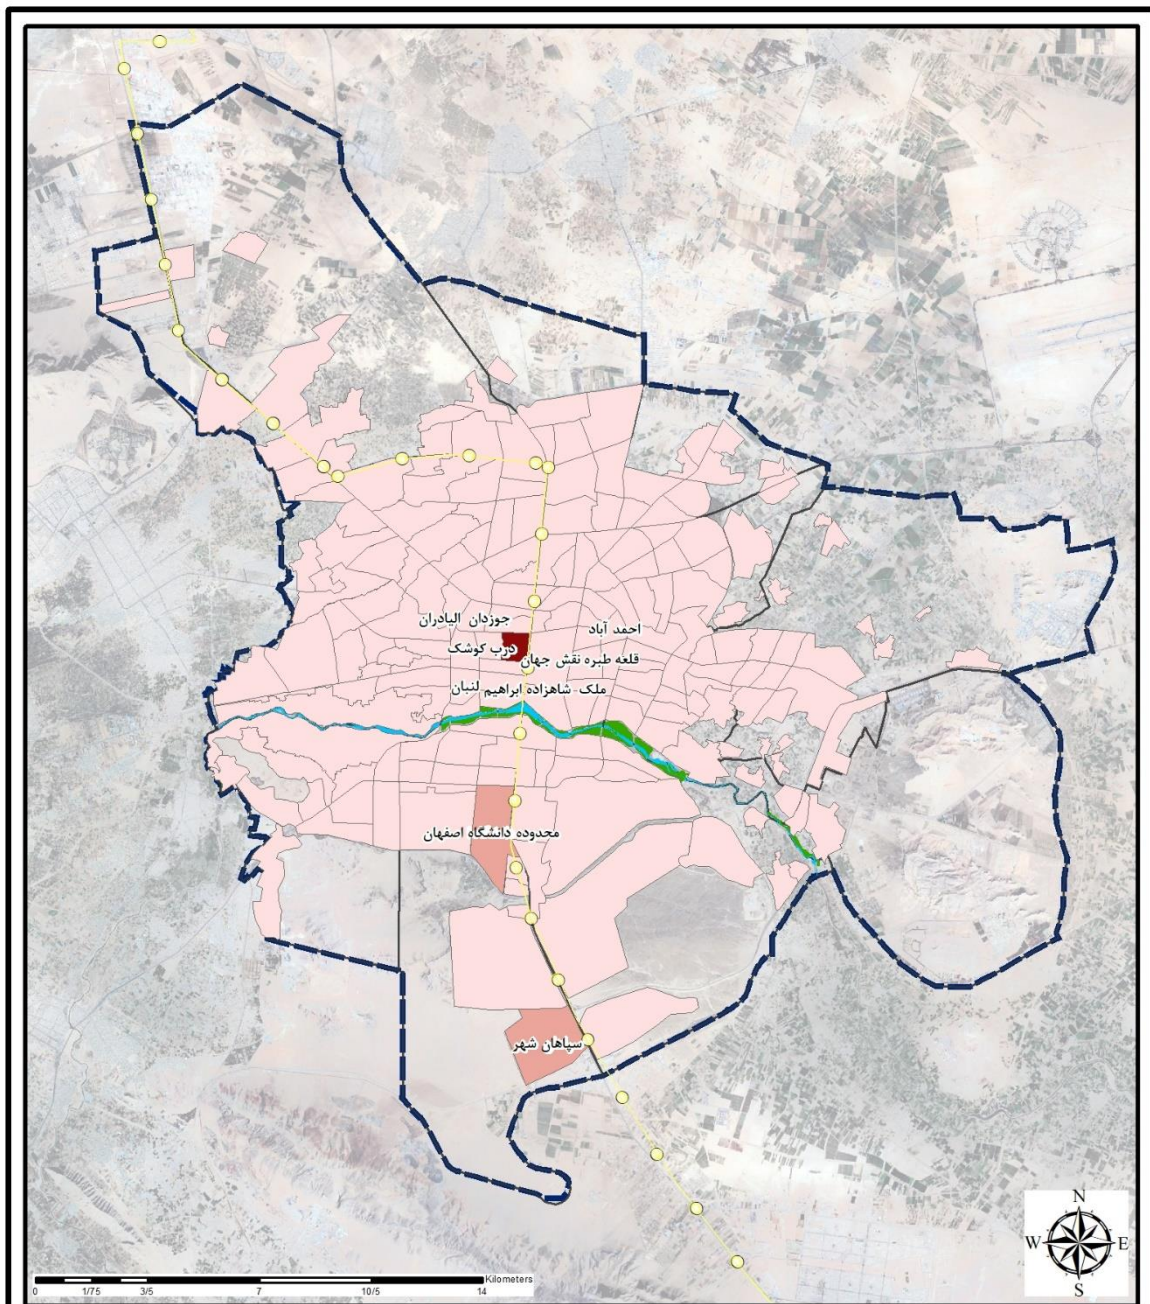 جوزدان الیادران
احمد آباد
درب کوشک
قلعه طبره نقش جهان
ملک-شاهزاده ابراهیم لنبان
محدوده دانشگاه اصفهان
سپاهان شهر
N
W E
S
Kilometers
0 1/75 3/5 7 10/5 14